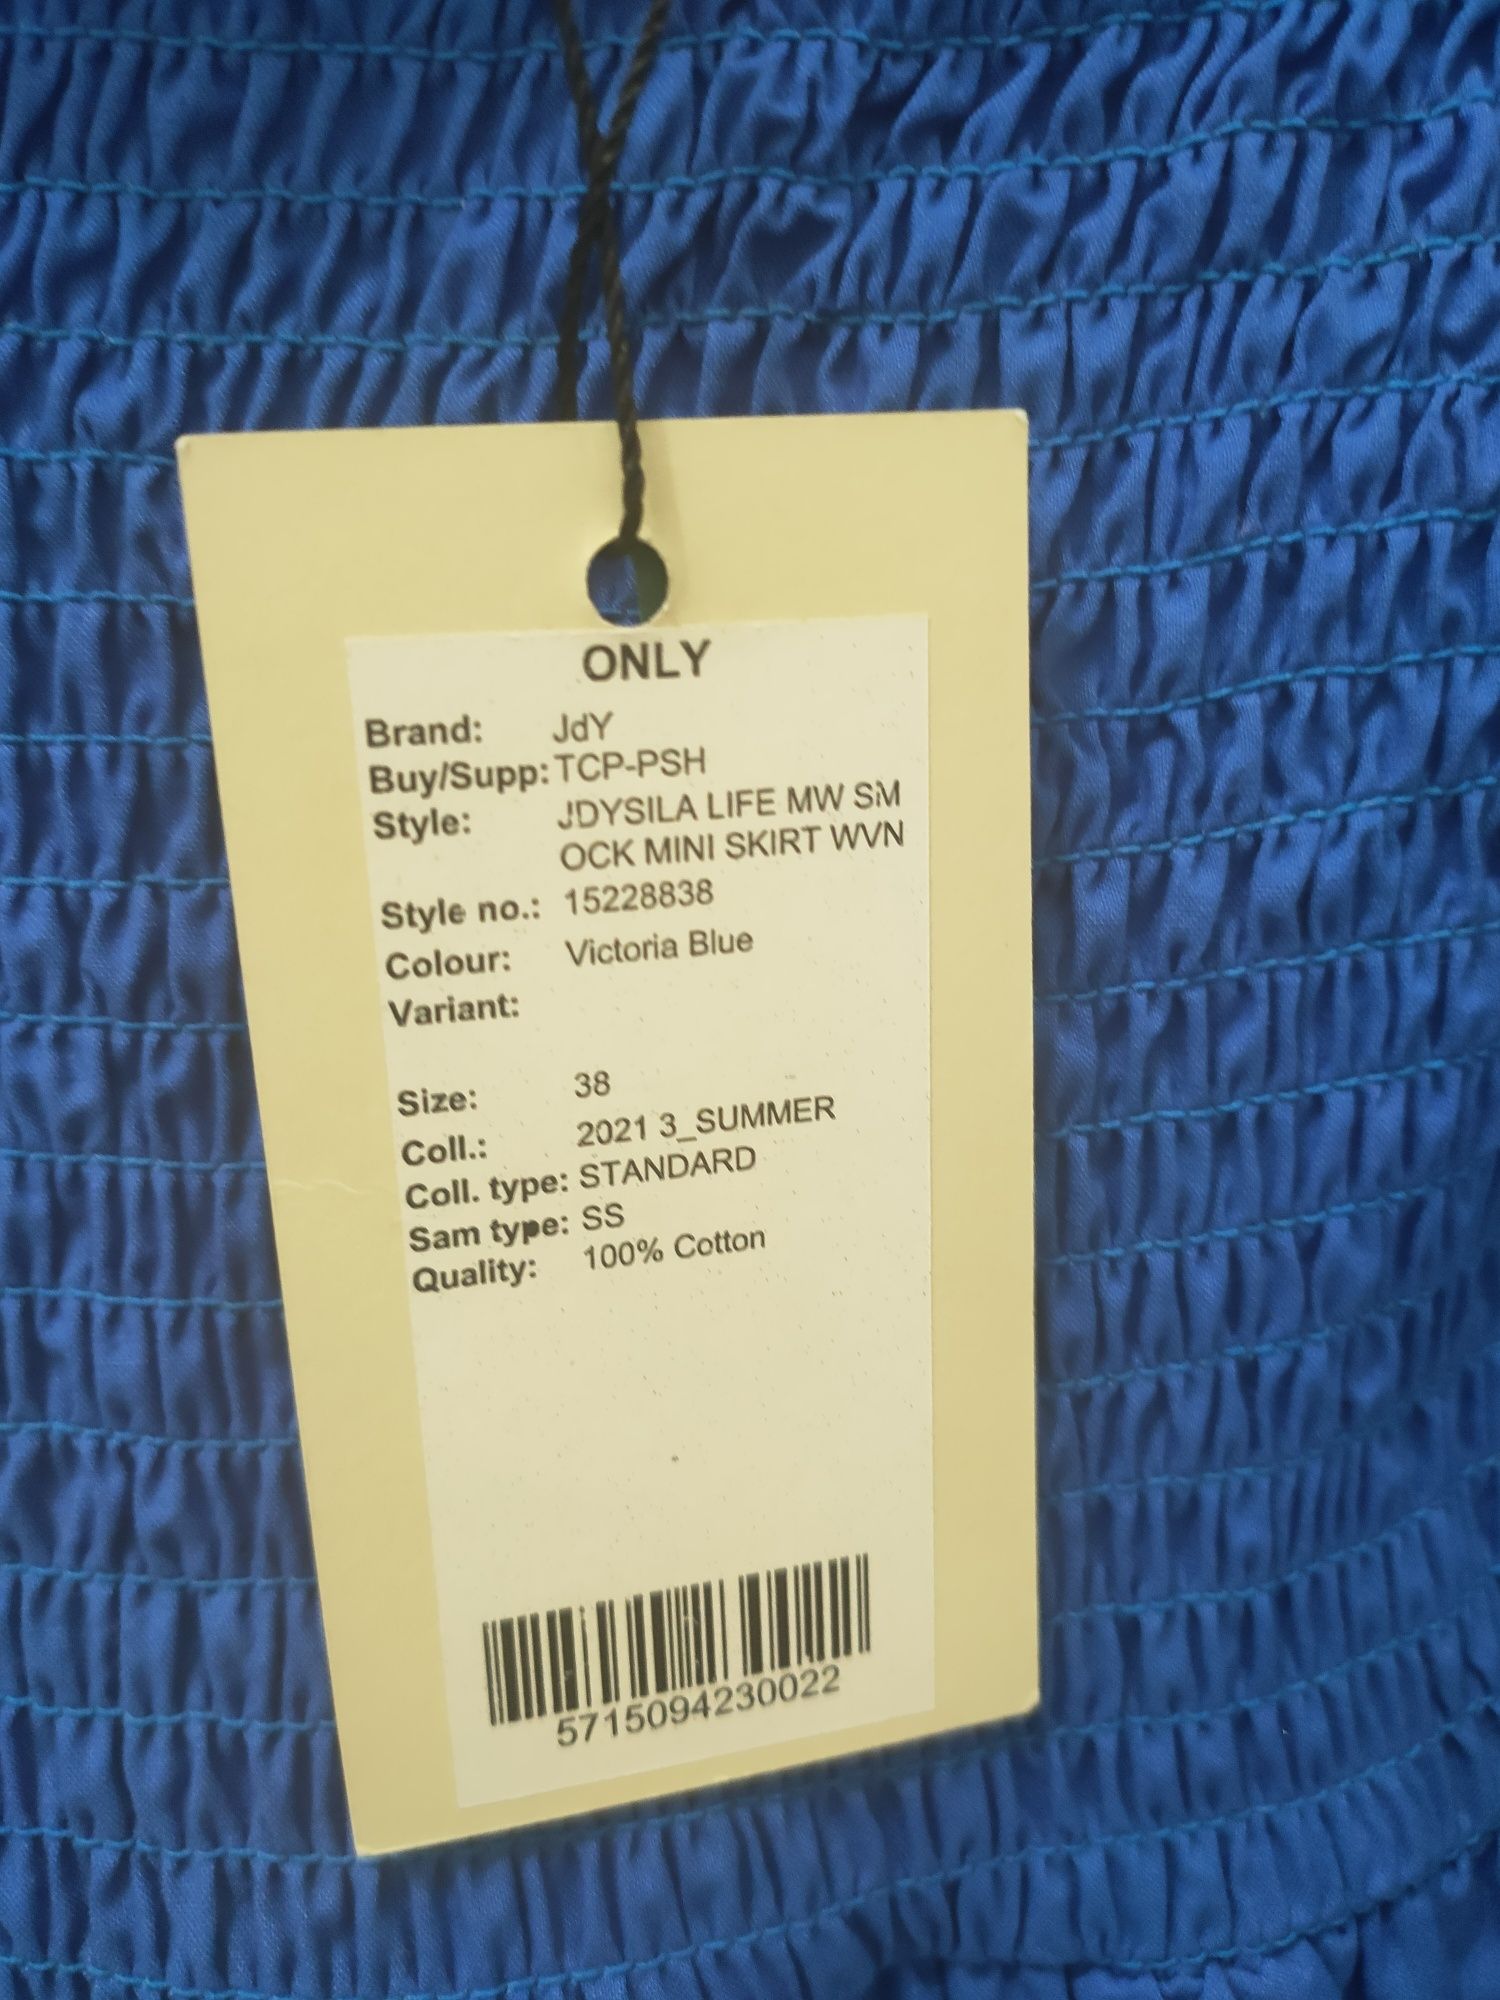 ONLY
Brand: JdY
Buy/Supp: TCP-PSH
Style: JDYSILA LIFE MW SM
OCK MINI SKIRT WVN
Style no.: 15228838
Colour: Victoria Blue
Variant:
Size: 38
Coll.: 2021 3_SUMMER
Coll. type: STANDARD
Sam type: SS
Quality: 100% Cotton
5715094230022